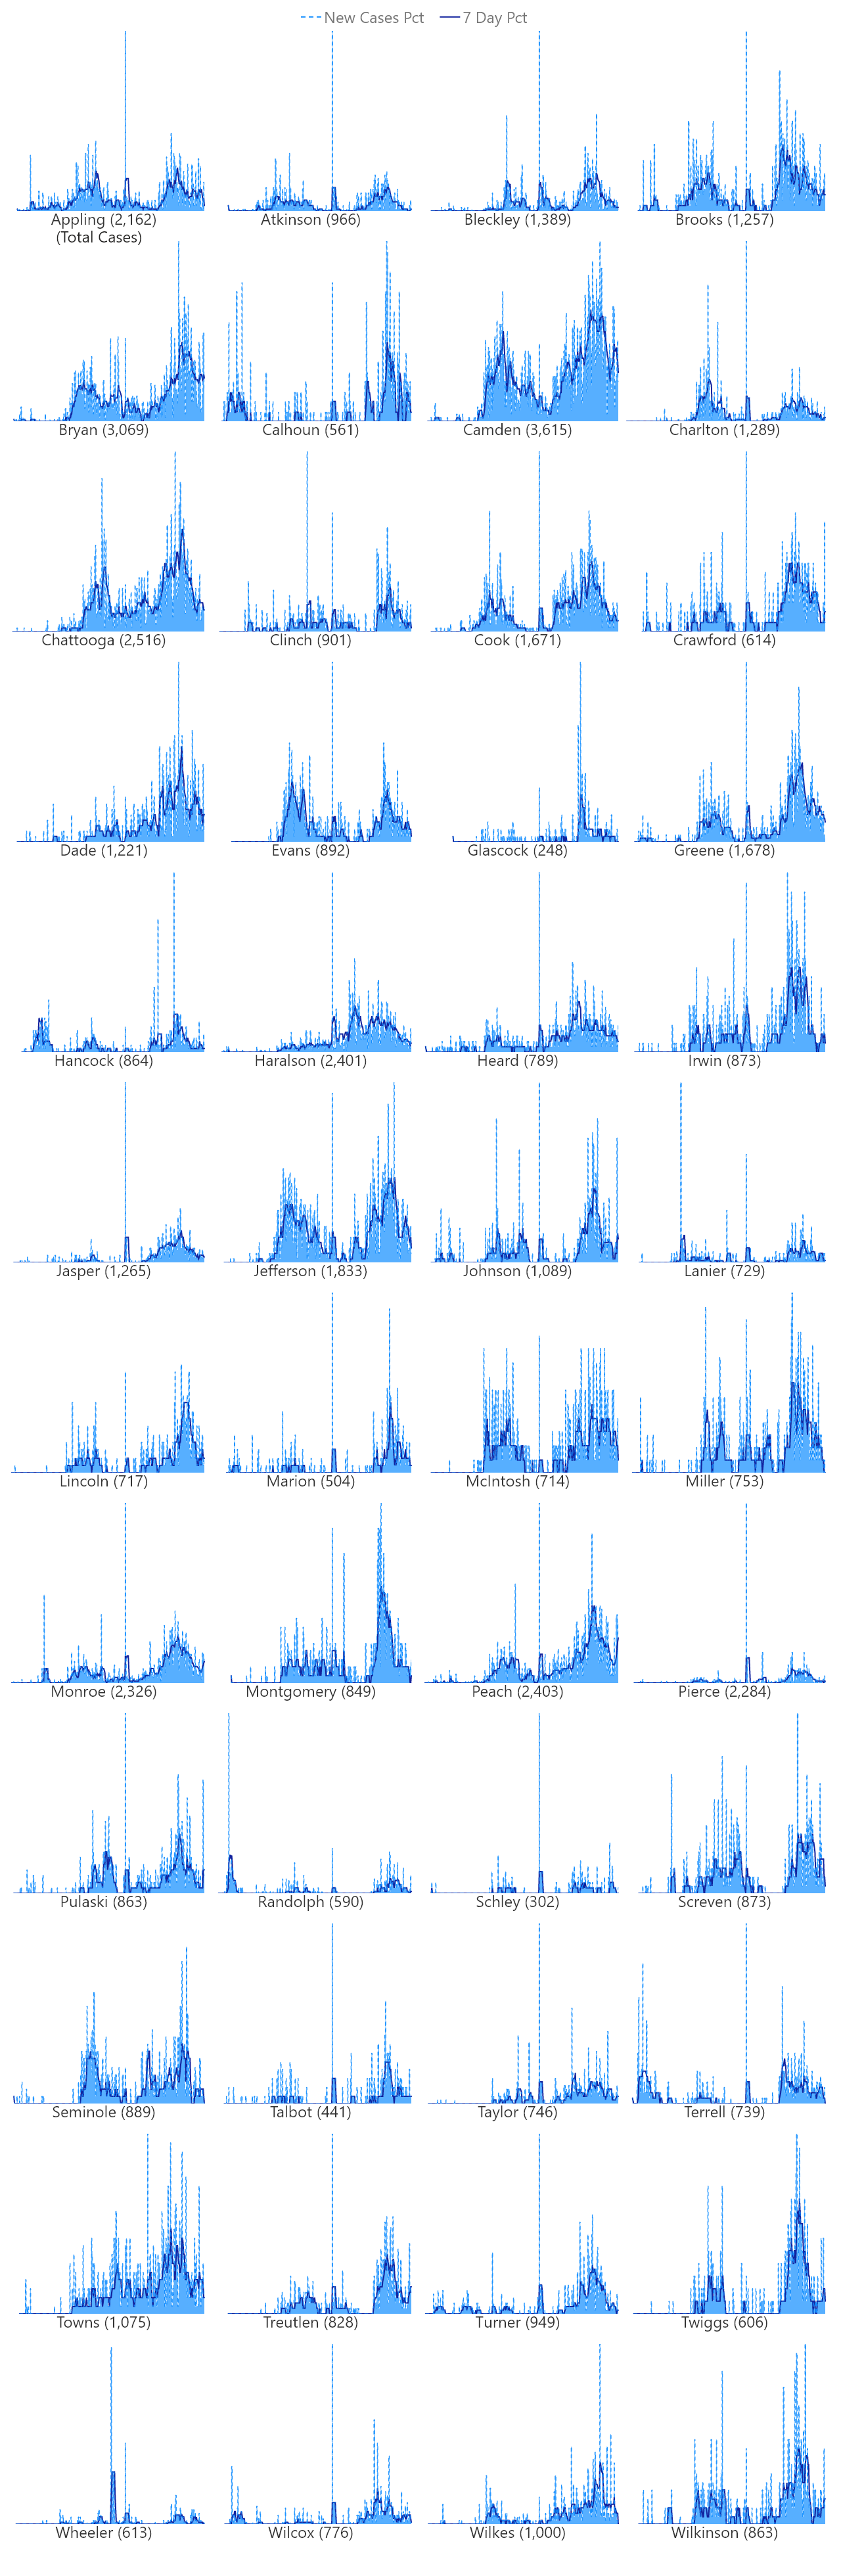 New Cases Pct 7 Day Pct
Appling (2,162) Atkinson (966) Bleckley (1,389) Brooks (1,257)
(Total Cases)
Bryan (3,069) Calhoun (561) Camden (3,615) Charlton (1,289)
Chattooga (2,516) Clinch (901) Cook (1,671) Crawford (614)
Dade (1,221) Evans (892) Glascock (248) Greene (1,678)
Hancock (864) Haralson (2,401) Heard (789) Irwin (873)
Jasper (1,265) Jefferson (1,833) Johnson (1,089) Lanier (729)
Lincoln (717) Marion (504) McIntosh (714) Miller (753)
Monroe (2,326) Montgomery (849) Peach (2,403) Pierce (2,284)
Pulaski (863) Randolph (590) Schley (302) Screven (873)
Seminole (889) Talbot (441) Taylor (746) Terrell (739)
Towns (1,075) Treutlen (828) Turner (949) Twiggs (606)
Wheeler (613) Wilcox (776) Wilkes (1,000) Wilkinson (863)